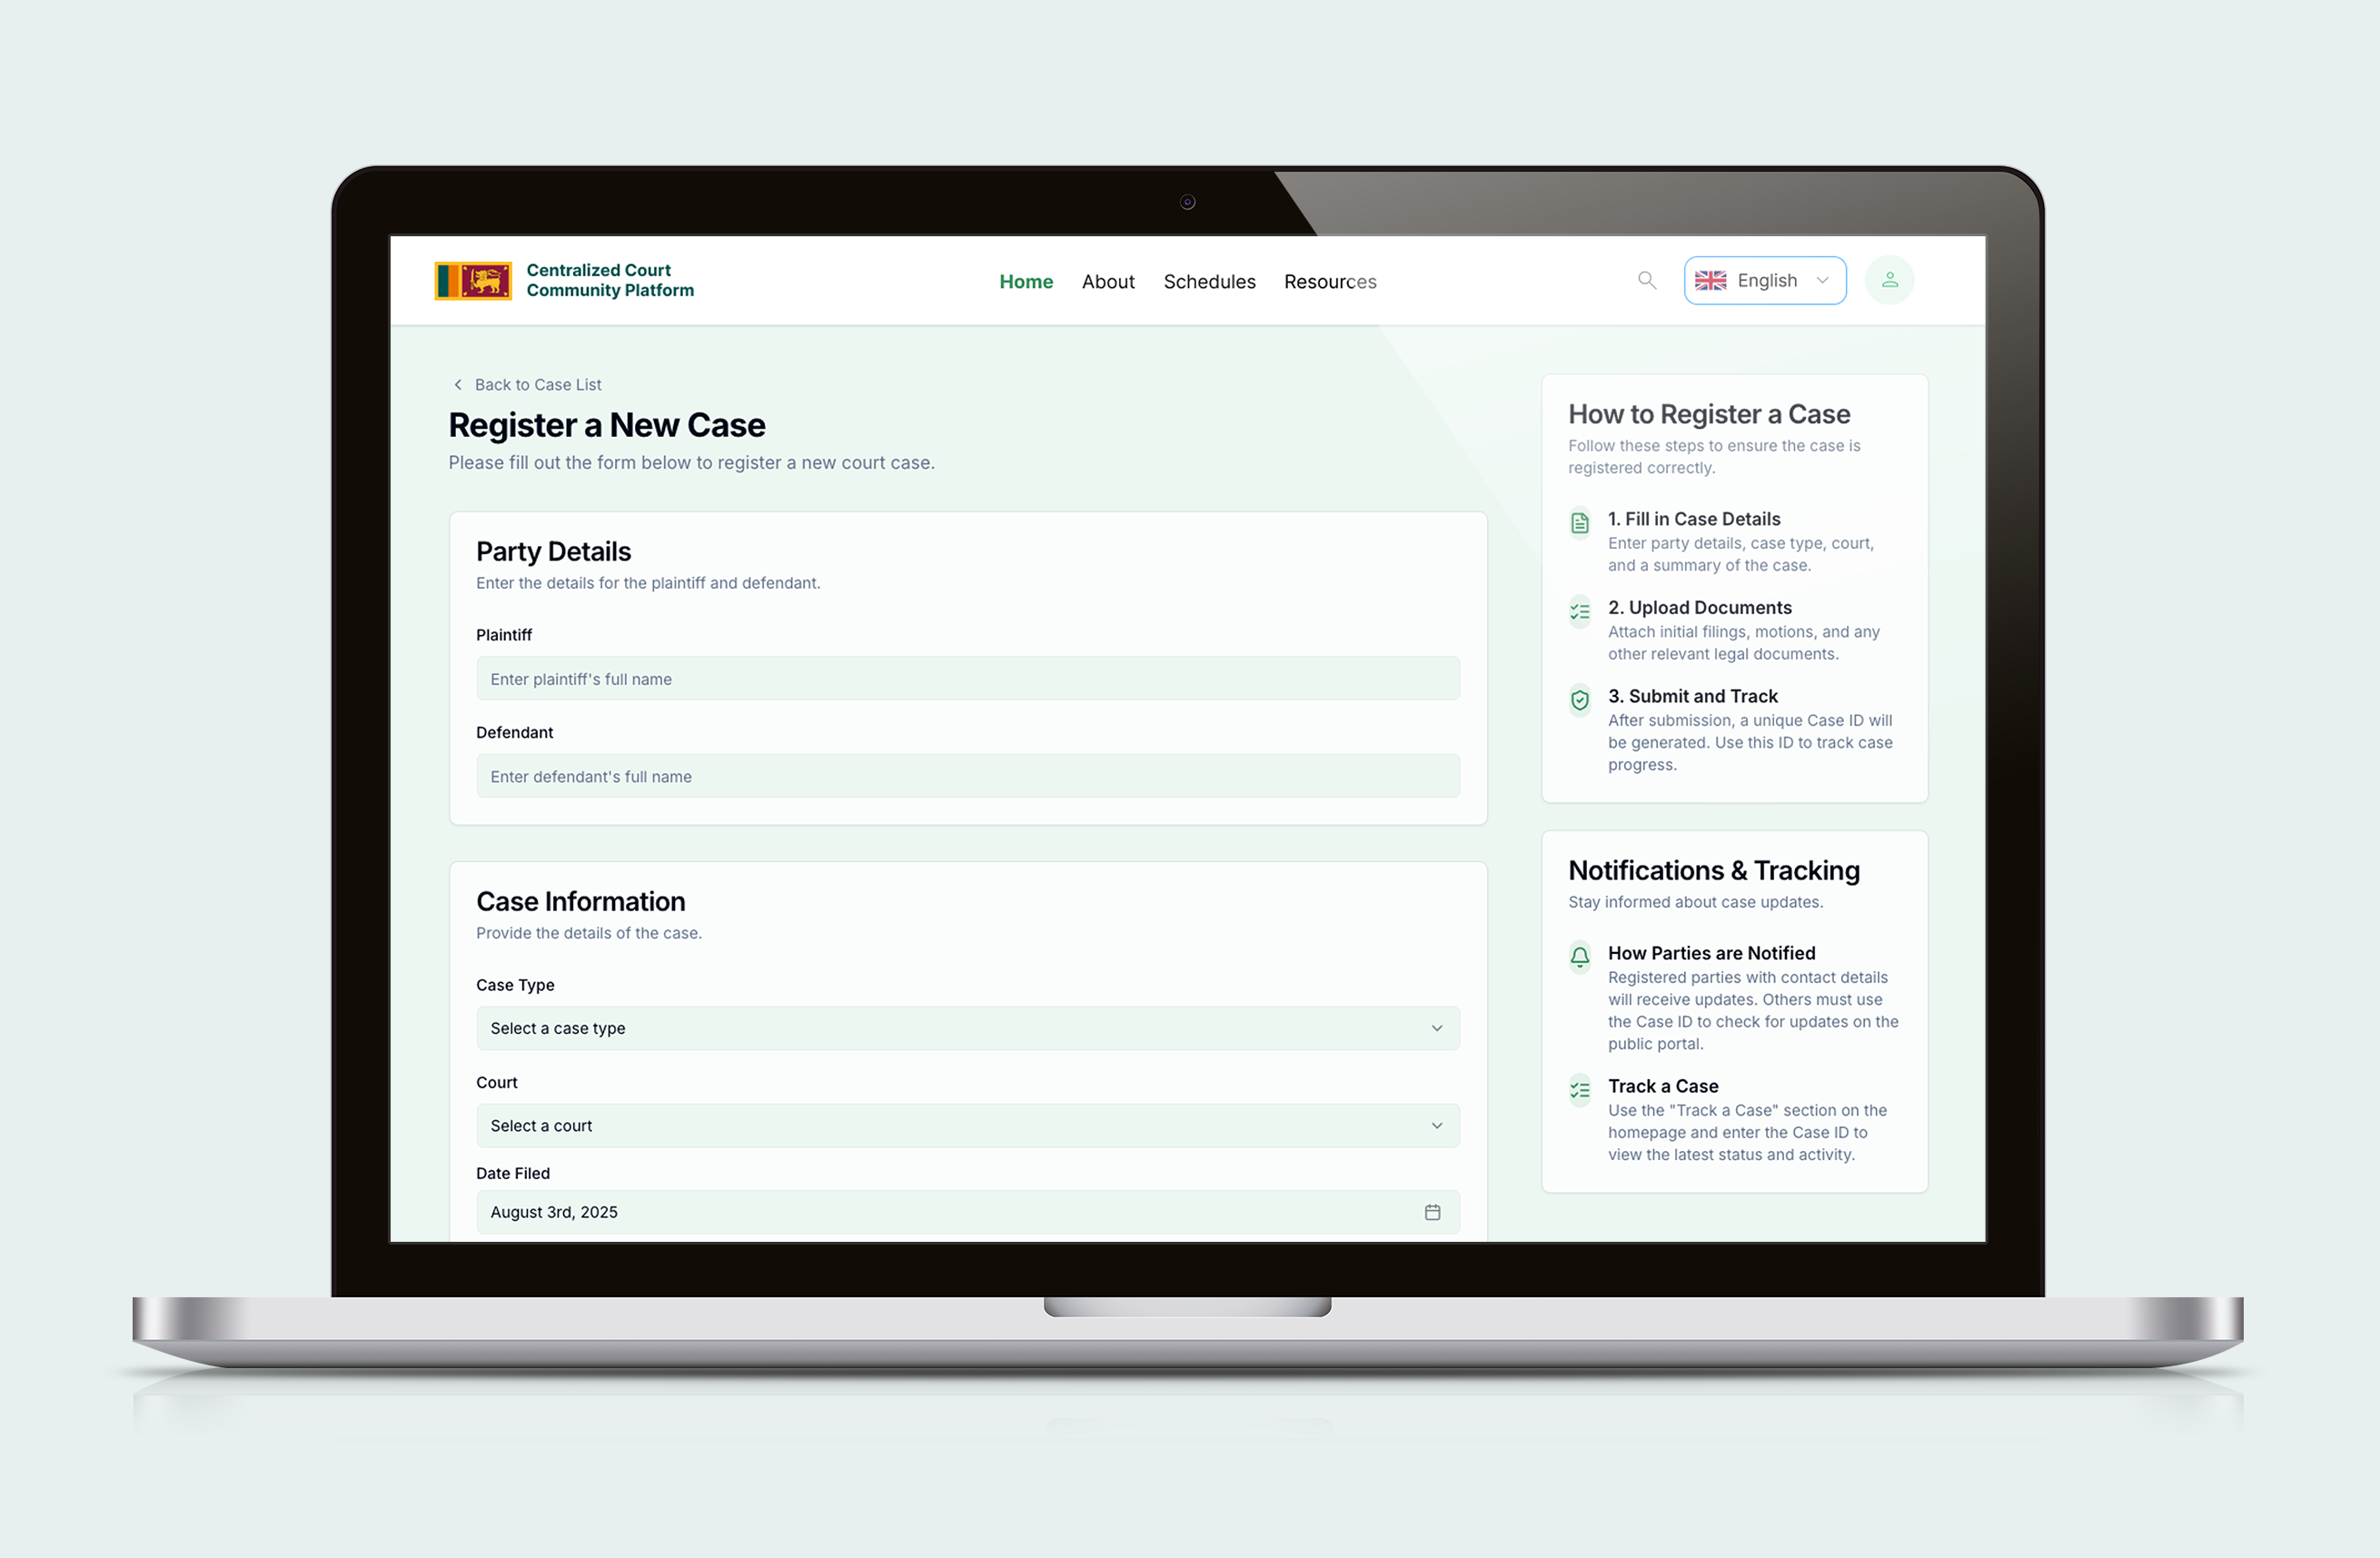 Centralized Court
Community Platform
Home
About
Schedules
Resources
English
Back to Case List
Register a New Case
Please fill out the form below to register a new court case.
Party Details
Enter the details for the plaintiff and defendant.
Plaintiff
Enter plaintiff's full name
Defendant
Enter defendant's full name
Case Information
Provide the details of the case.
Case Type
Select a case type
Court
Select a court
Date Filed
August 3rd, 2025
How to Register a Case
Follow these steps to ensure the case is
registered correctly.
1. Fill in Case Details
Enter party details, case type, court,
and a summary of the case.
2. Upload Documents
Attach initial filings, motions, and any
other relevant legal documents.
3. Submit and Track
After submission, a unique Case ID will
be generated. Use this ID to track case
progress.
Notifications & Tracking
Stay informed about case updates.
How Parties are Notified
Registered parties with contact details
will receive updates. Others must use
the Case ID to check for updates on the
public portal.
Track a Case
Use the "Track a Case" section on the
homepage and enter the Case ID to
view the latest status and activity.